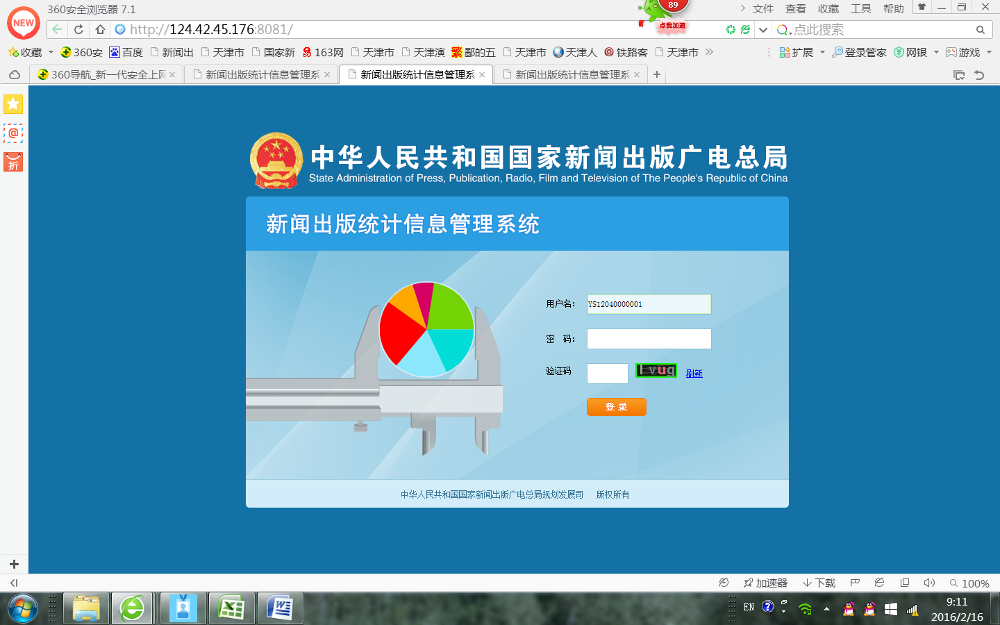 NEW
360安全浏览器 7.1
89
点我加速
文件 查看 收藏 工具 帮助
http://124.42.45.176:8081/
点此搜索
收藏 360安 百度 新闻出 天津市 国家新 163网 天津市 天津演 鄙的五 天津市 天津人 铁路客 天津市
扩展 登录管家 网银 游戏
360导航_新一代安全上网
新闻出版统计信息管理系
新闻出版统计信息管理系
新闻出版统计信息管理系
折
中华人民共和国国家新闻出版广电总局
State Administration of Press, Publication, Radio, Film and Television of The People's Republic of China
新闻出版统计信息管理系统
用户名: YS12040000001
密 码:
验证码 lvug 刷新
登 录
中华人民共和国国家新闻出版广电总局规划发展司 版权所有
加速器 下载 100%
EN
9:11
2016/2/16